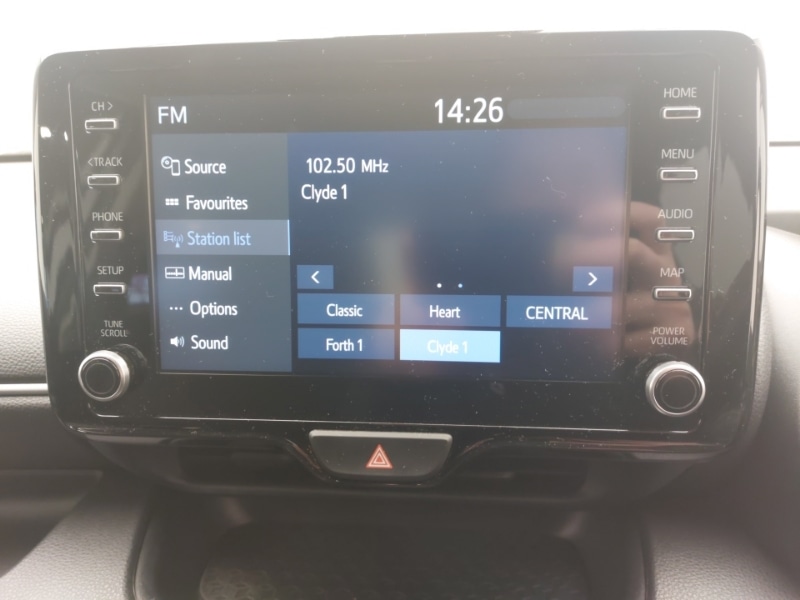 FM
14:26
CH >
<TRACK
PHONE
SETUP
TUNE
SCROLL
Source
Favourites
Station list
Manual
Options
Sound
102.50 MHz
Clyde 1
< >
Classic Heart CENTRAL
Forth 1 Clyde 1
HOME
MENU
AUDIO
MAP
POWER
VOLUME